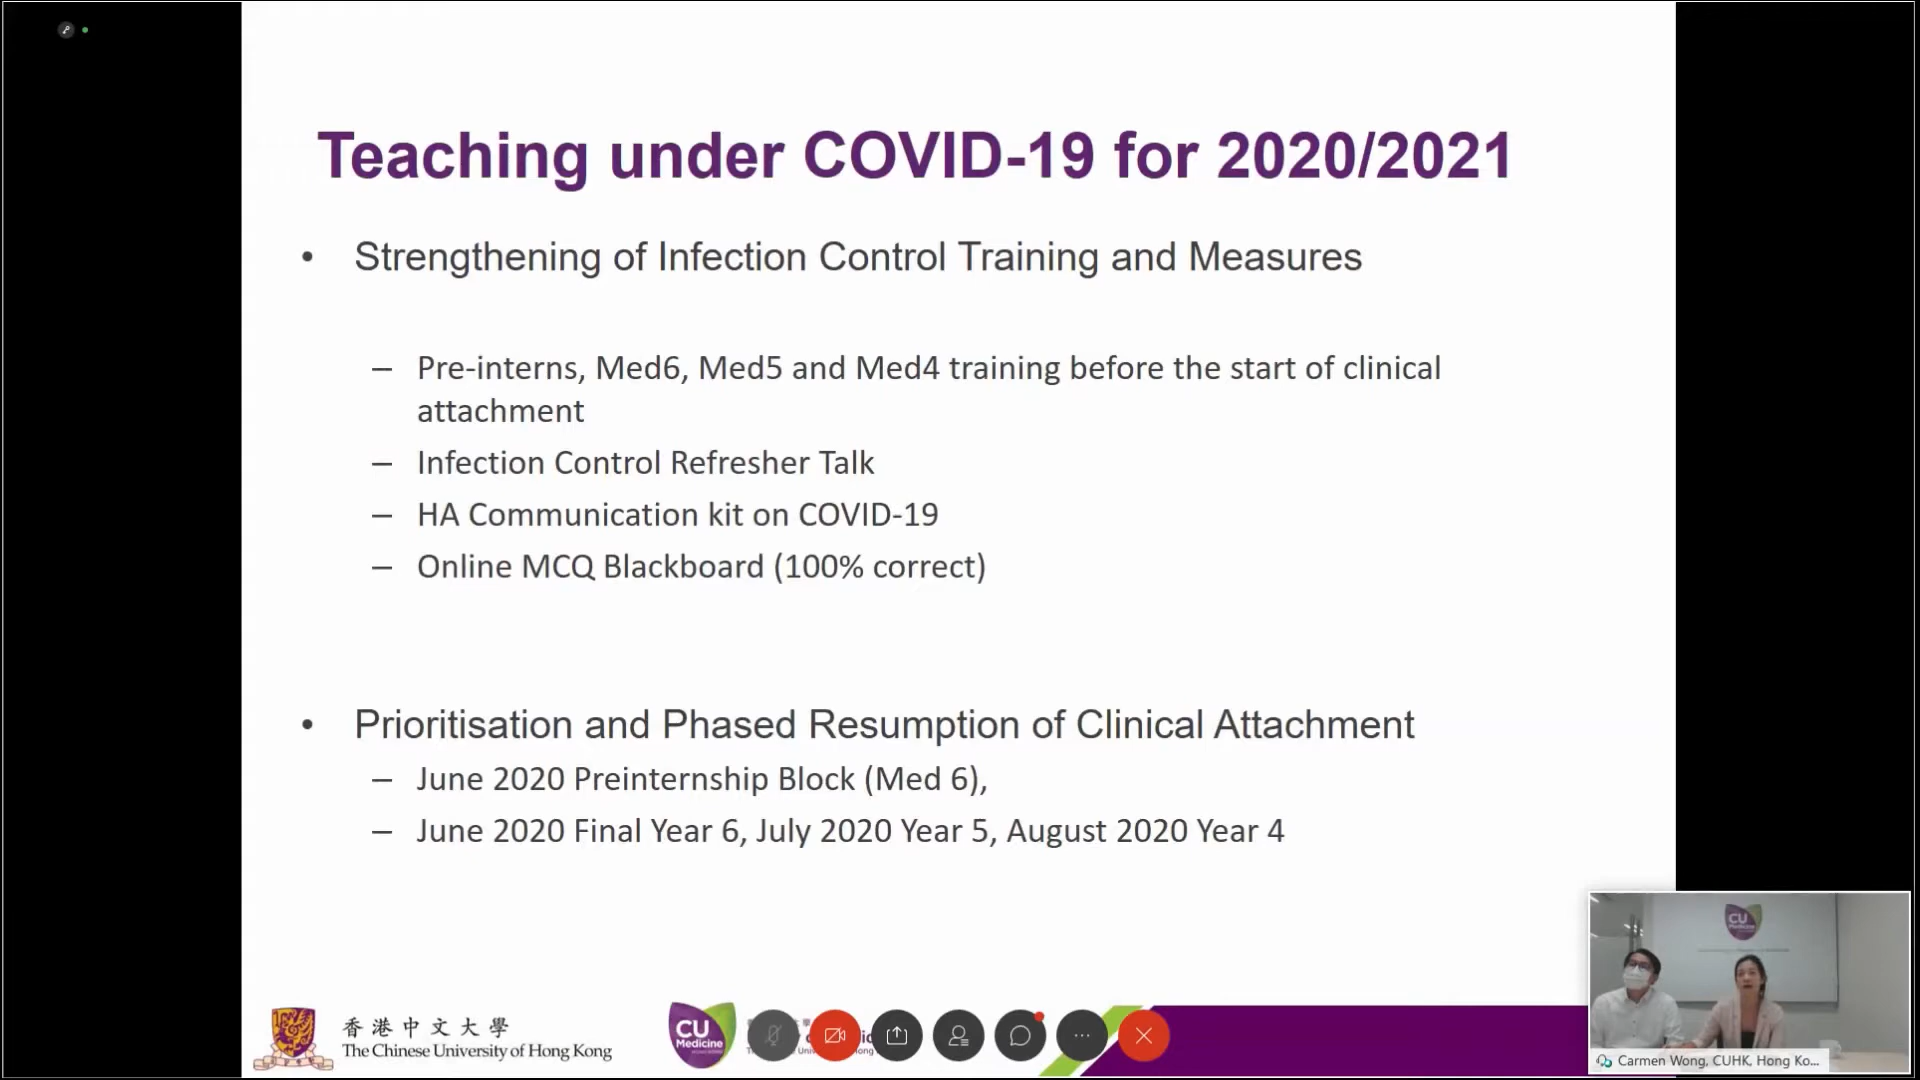 Teaching under COVID-19 for 2020/2021
• Strengthening of Infection Control Training and Measures
– Pre-interns, Med6, Med5 and Med4 training before the start of clinical
attachment
– Infection Control Refresher Talk
– HA Communication kit on COVID-19
– Online MCQ Blackboard (100% correct)
• Prioritisation and Phased Resumption of Clinical Attachment
– June 2020 Preinternship Block (Med 6),
– June 2020 Final Year 6, July 2020 Year 5, August 2020 Year 4
香港中文大學
The Chinese University of Hong Kong
CU
Medicine
CU
Medicine
Carmen Wong, CUHK, Hong Ko...